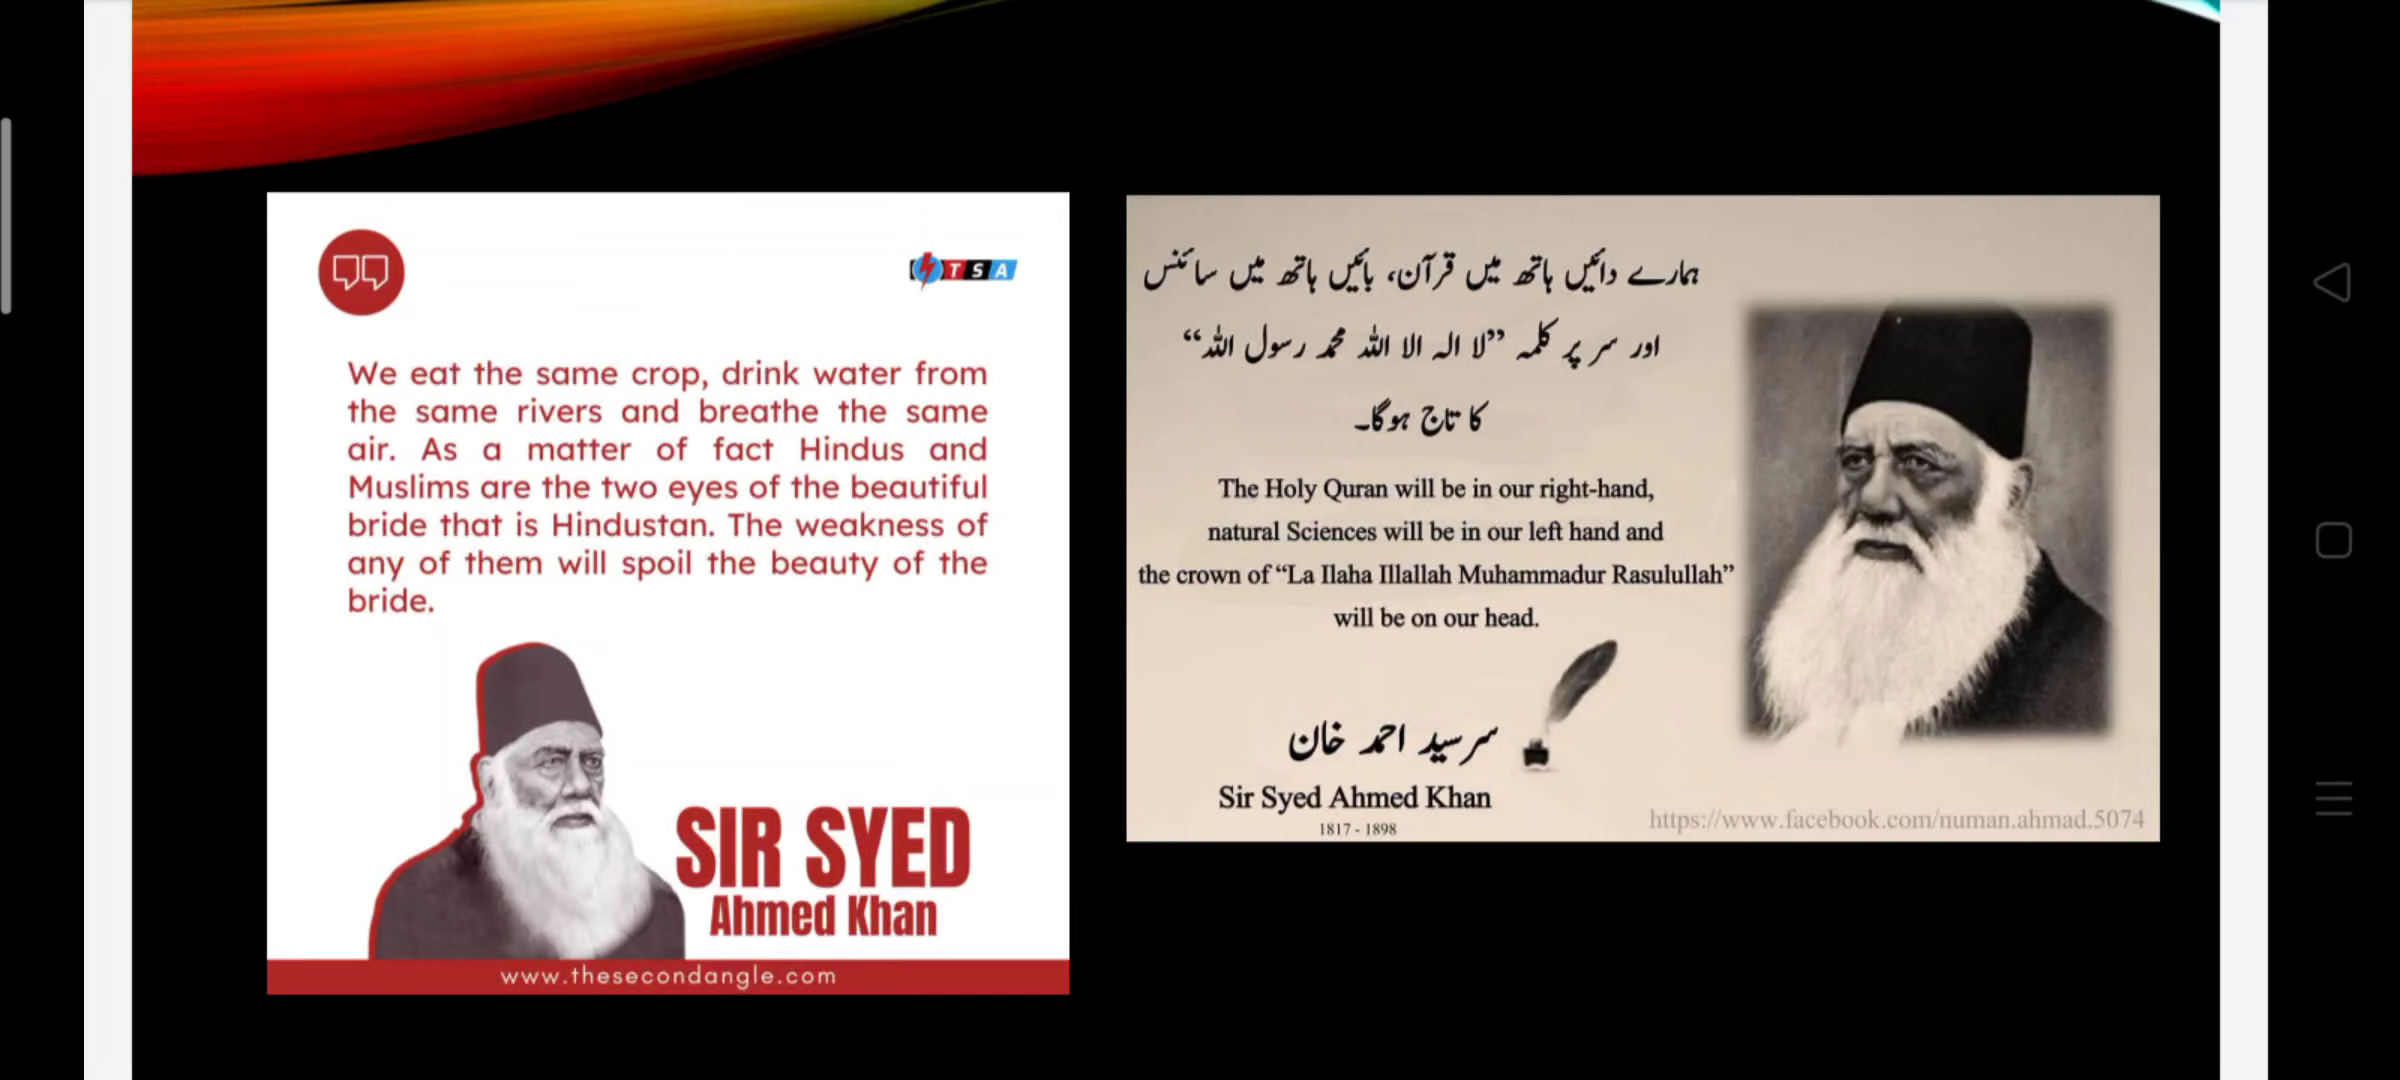 TSA
We eat the same crop, drink water from
the same rivers and breathe the same
air. As a matter of fact Hindus and
Muslims are the two eyes of the beautiful
bride that is Hindustan. The weakness of
any of them will spoil the beauty of the
bride.
SIR SYED
Ahmed Khan
www.thesecondangle.com
ہمارے دائیں ہاتھ میں قرآن، بائیں ہاتھ میں سائنس
اور سر پر کلمہ ”لا الہ الا اللہ محمد رسول اللہ“
کا تاج ہوگا۔
The Holy Quran will be in our right-hand,
natural Sciences will be in our left hand and
the crown of “La Ilaha Illallah Muhammadur Rasulullah”
will be on our head.
سرسید احمد خان
Sir Syed Ahmed Khan
1817 - 1898
https://www.facebook.com/numan.ahmad.5074